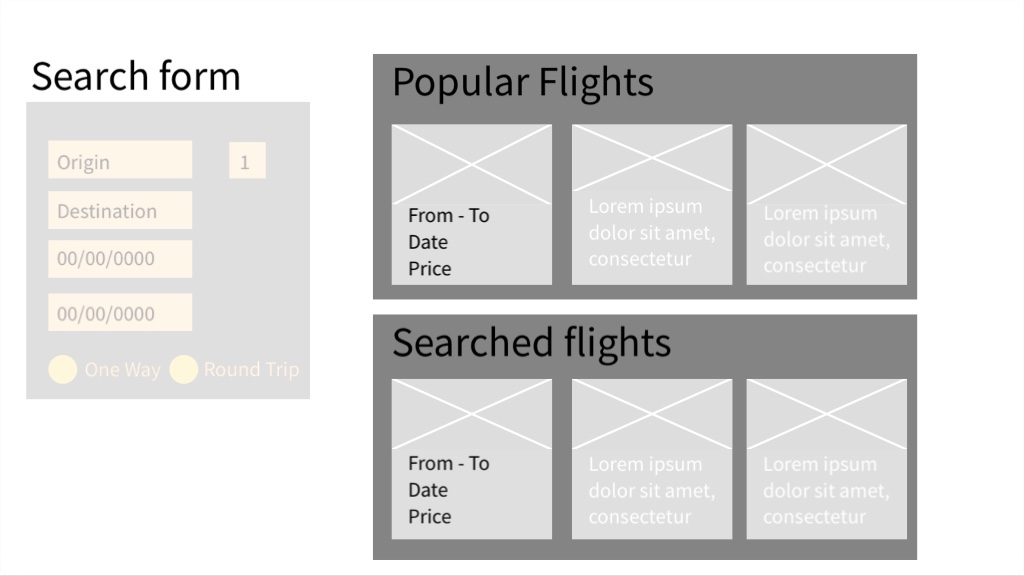 Search form
Origin
1
Destination
00/00/0000
00/00/0000
One Way
Round Trip
Popular Flights
From - To
Date
Price
Lorem ipsum
dolor sit amet,
consectetur
Lorem ipsum
dolor sit amet,
consectetur
Searched flights
From - To
Date
Price
Lorem ipsum
dolor sit amet,
consectetur
Lorem ipsum
dolor sit amet,
consectetur